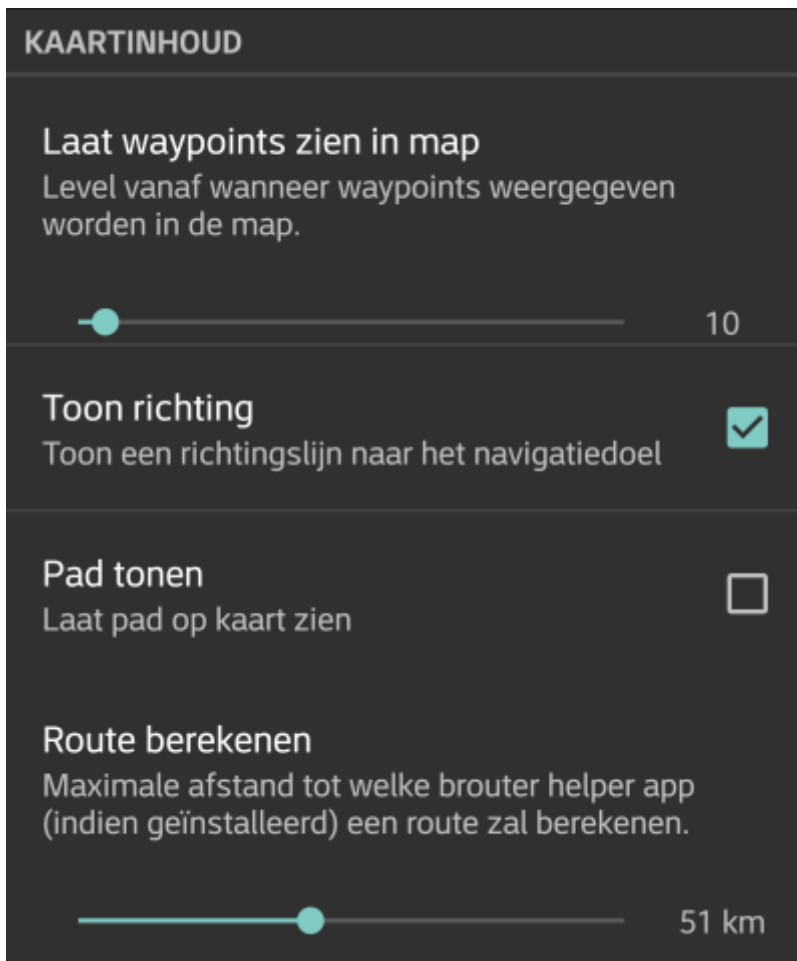 KAARTINHOUD
Laat waypoints zien in map
Level vanaf wanneer waypoints weergegeven
worden in de map.
10
Toon richting
Toon een richtingslijn naar het navigatiedoel
Pad tonen
Laat pad op kaart zien
Route berekenen
Maximale afstand tot welke brouter helper app
(indien geïnstalleerd) een route zal berekenen.
51 km